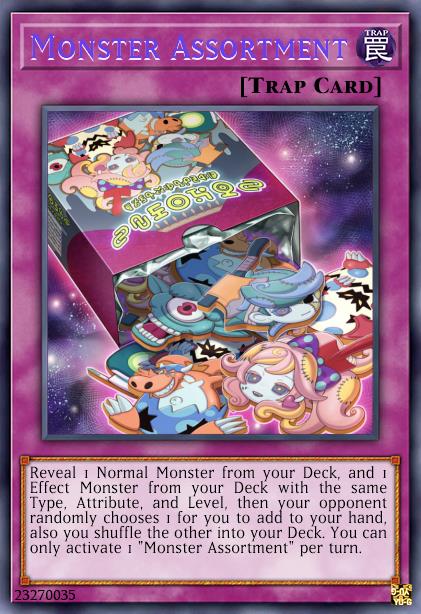 Monster Assortment
TRAP
罠
[Trap Card]
Reveal 1 Normal Monster from your Deck, and 1
Effect Monster from your Deck with the same
Type, Attribute, and Level, then your opponent
randomly chooses 1 for you to add to your hand,
also you shuffle the other into your Deck. You can
only activate 1 "Monster Assortment" per turn.
23270035